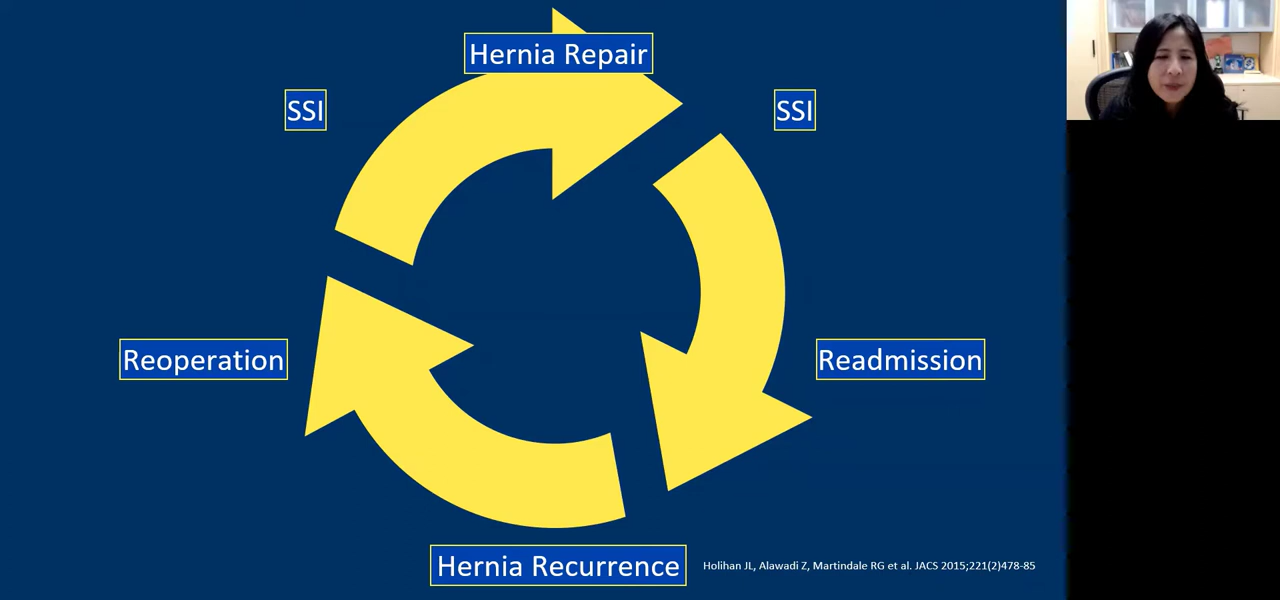 Hernia Repair
SSI
SSI
Reoperation
Readmission
Hernia Recurrence
Holihan JL, Alawadi Z, Martindale RG et al. JACS 2015;221(2)478-85